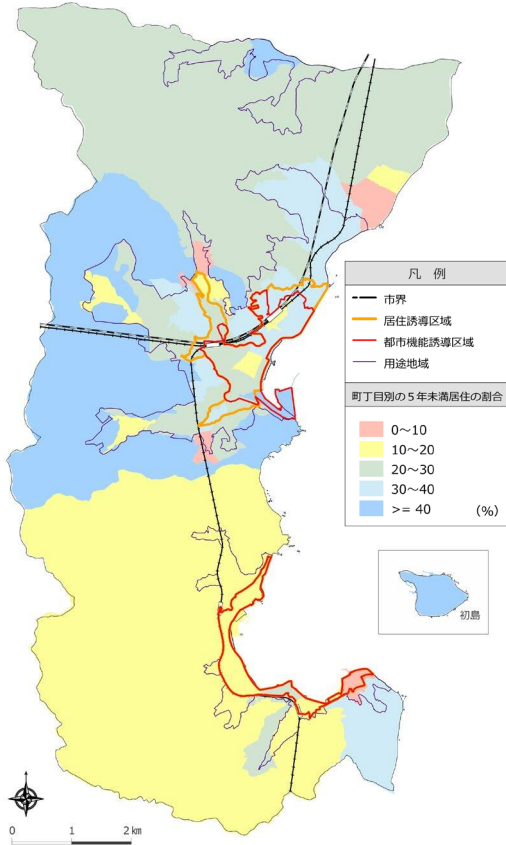 凡 例
市界
居住誘導区域
都市機能誘導区域
用途地域
町丁目別の5年未満居住の割合
0～10
10～20
20～30
30～40
>= 40 (%)
初島
0 1 2 km